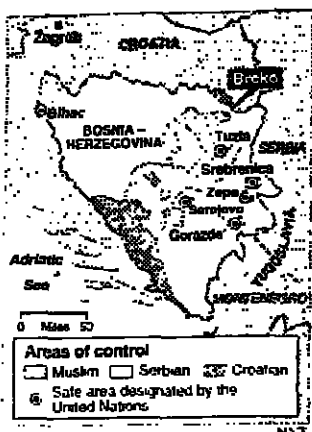 Zagreb
CROATIA
Brcko
Bihac
BOSNIA –
HERZEGOVINA
Tuzla
SERBIA
Srebrenica
Zepa
Sarajevo
Gorazde
YUGOSLAVIA
Adriatic
Sea
MONTENEGRO
0 Miles 50
Areas of control
Muslim Serbian Croatian
Safe area designated by the
United Nations